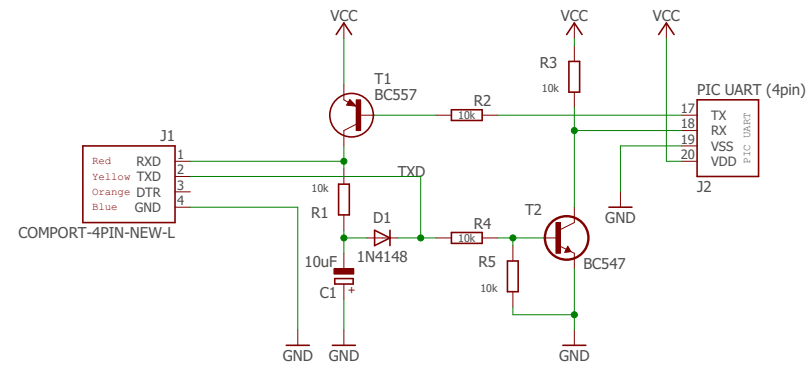 VCC
VCC
VCC
T1
BC557
R3
10k
R2
10k
PIC UART (4pin)
17 TX
18 RX
19 VSS
20 VDD
PIC UART
J2
J1
Red RXD 1
Yellow TXD 2
Orange DTR 3
Blue GND 4
COMPORT-4PIN-NEW-L
TXD
10k
R1
D1
1N4148
R4
10k
T2
BC547
GND
R5
10k
10uF
C1
+
GND
GND
GND